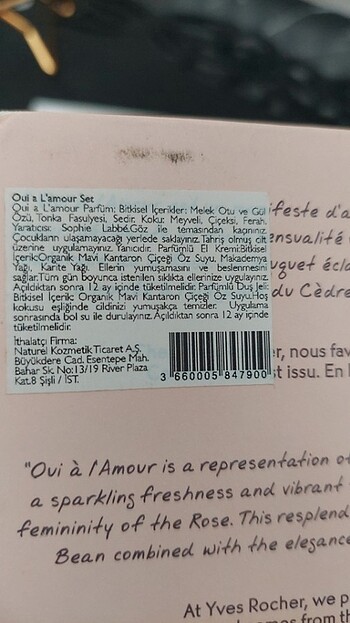 Oui a L'amour Set
Oui a L'amour Parfüm: Bitkisel İçerikler: Melek Otu ve Gül
Özü, Tonka Fasulyesi, Sedir. Koku: Meyveli, Çiçeksi, Ferah.
Yaratıcısı: Sophie Labbé.Göz ile temasından kaçınınız.
Çocukların ulaşamayacağı yerlede saklayınız.Tahriş olmuş cilt
üzerine uygulamayınız. Yanıcıdır. Parfümlü El Kremi:Bitkisel
İçerik:Organik Mavi Kantaron Çiçeği Öz Suyu, Makademya
Yağı, Karite Yağı. Ellerin yumuşamasını ve beslenmesini
sağlar.Tüm gün boyunca istenilen sıklıkta ellerinize uygulayınız.
Açıldıktan sonra 12 ay içinde tüketilmelidir. Parfümlü Duş Jeli:
Bitkisel İçerik: Organik Mavi Kantaron Çiçeği Öz Suyu.Hoş
kokusu eşliğinde cildinizi yumuşakça temizler. Uygulama
sonrasında bol su ile durulayınız. Açıldıktan sonra 12 ay içinde
tüketilmelidir.
İthalatçı Firma:
Naturel Kozmetik Ticaret A.Ş.
Büyükdere Cad. Esentepe Mah.
Bahar Sk. No:13/19 River Plaza
Kat:8 Şişli / İST.
3 660005 847900
ifeste d'a
ensualité
uguet écla
du Cèdre
r, nous fav
t issu. En
"Oui à l'Amour is a representation of
a sparkling freshness and vibrant
femininity of the Rose. This resplend
Bean combined with the elegance
At Yves Rocher, we p
comes from th